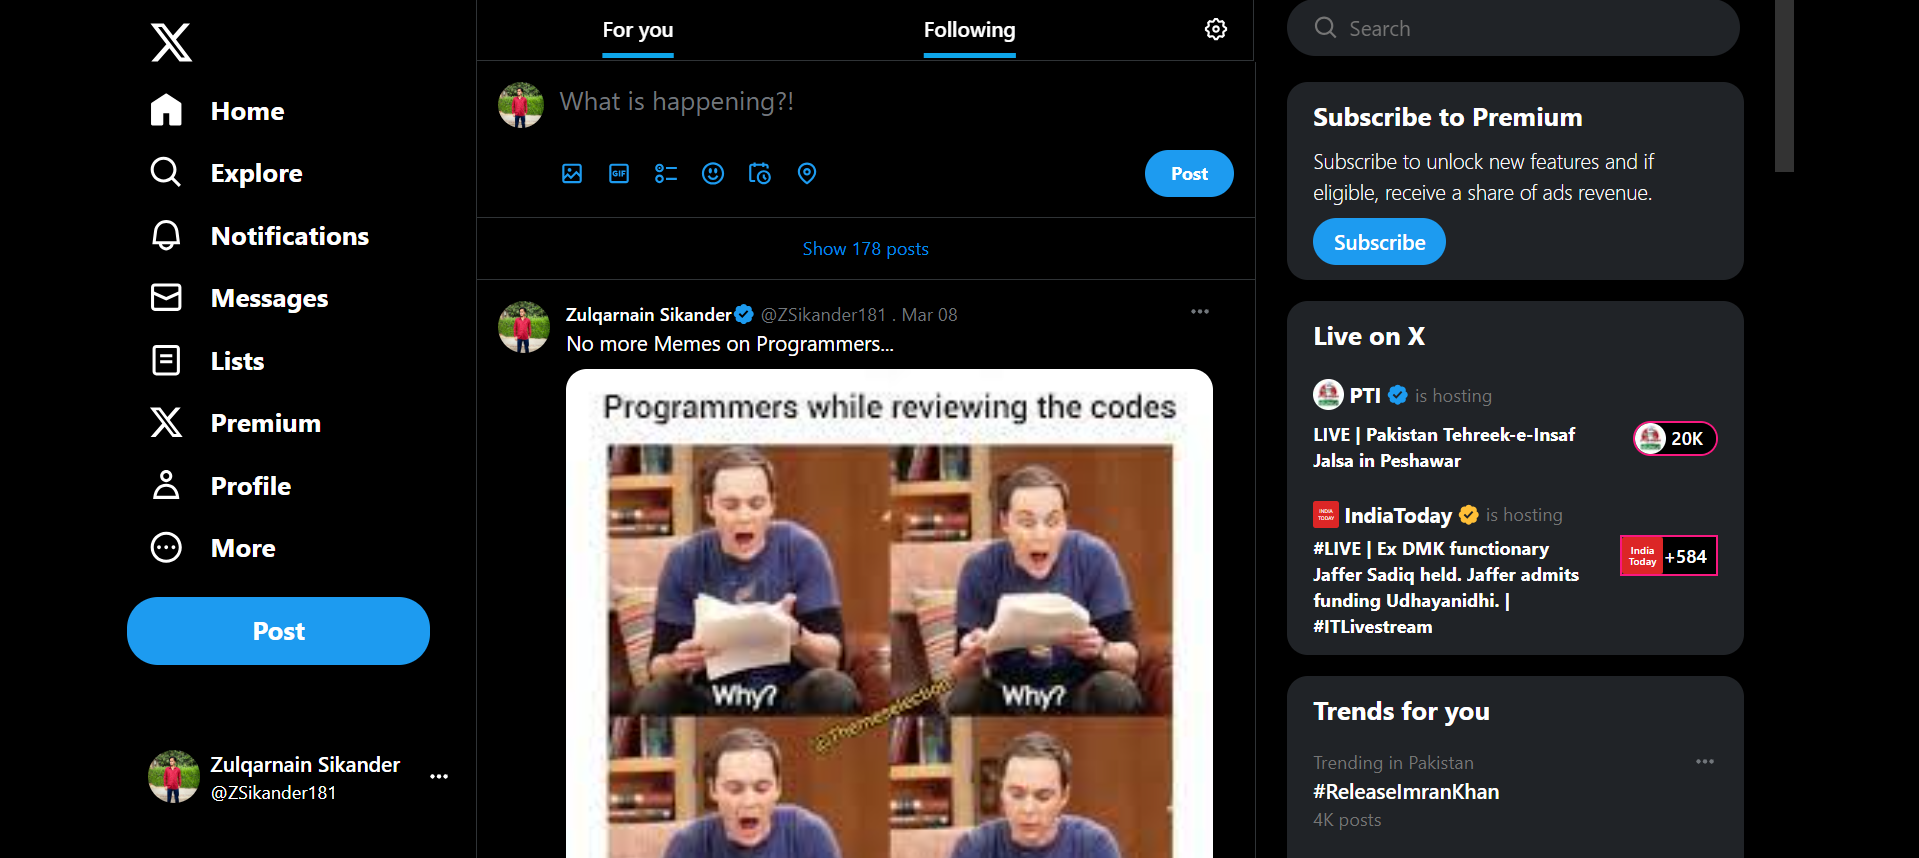 Home
Explore
Notifications
Messages
Lists
Premium
Profile
More
Post
Zulqarnain Sikander
@ZSikander181
For you
Following
What is happening?!
GIF
Post
Show 178 posts
Zulqarnain Sikander @ZSikander181 . Mar 08
No more Memes on Programmers...
Programmers while reviewing the codes
Why?
Why?
@Themeselection
Search
Subscribe to Premium
Subscribe to unlock new features and if
eligible, receive a share of ads revenue.
Subscribe
Live on X
PTI is hosting
LIVE | Pakistan Tehreek-e-Insaf
Jalsa in Peshawar
20K
INDIA
TODAY
IndiaToday is hosting
#LIVE | Ex DMK functionary
Jaffer Sadiq held. Jaffer admits
funding Udhayanidhi. |
#ITLivestream
India
Today
+584
Trends for you
Trending in Pakistan
#ReleaseImranKhan
4K posts